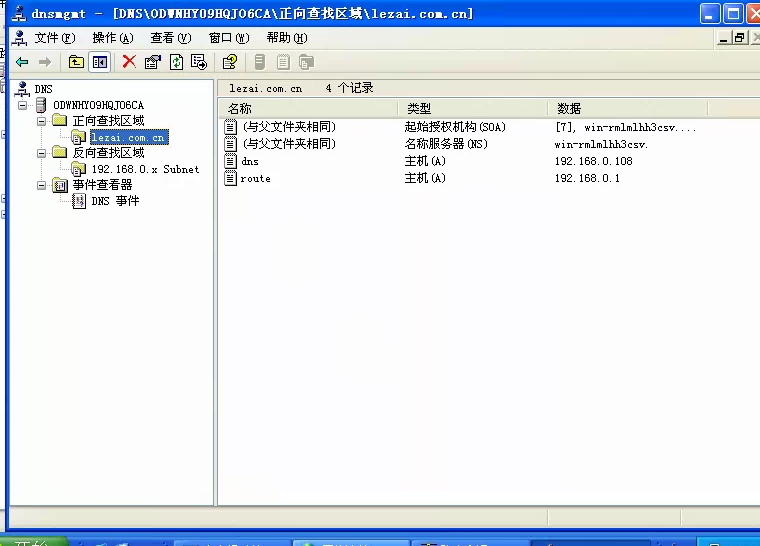 dnsmgmt - [DNS\ODWNHYO9HQJO6CA\正向查找区域\lezai.com.cn]
文件(F) 操作(A) 查看(V) 窗口(W) 帮助(H)
DNS
ODWNHYO9HQJO6CA
正向查找区域
lezai.com.cn
反向查找区域
192.168.0.x Subnet
事件查看器
DNS 事件
lezai.com.cn 4 个记录
名称 类型 数据
(与父文件夹相同) 起始授权机构(SOA) [7], win-rmlmlhh3csv....
(与父文件夹相同) 名称服务器(NS) win-rmlmlhh3csv.
dns 主机(A) 192.168.0.108
route 主机(A) 192.168.0.1
开始